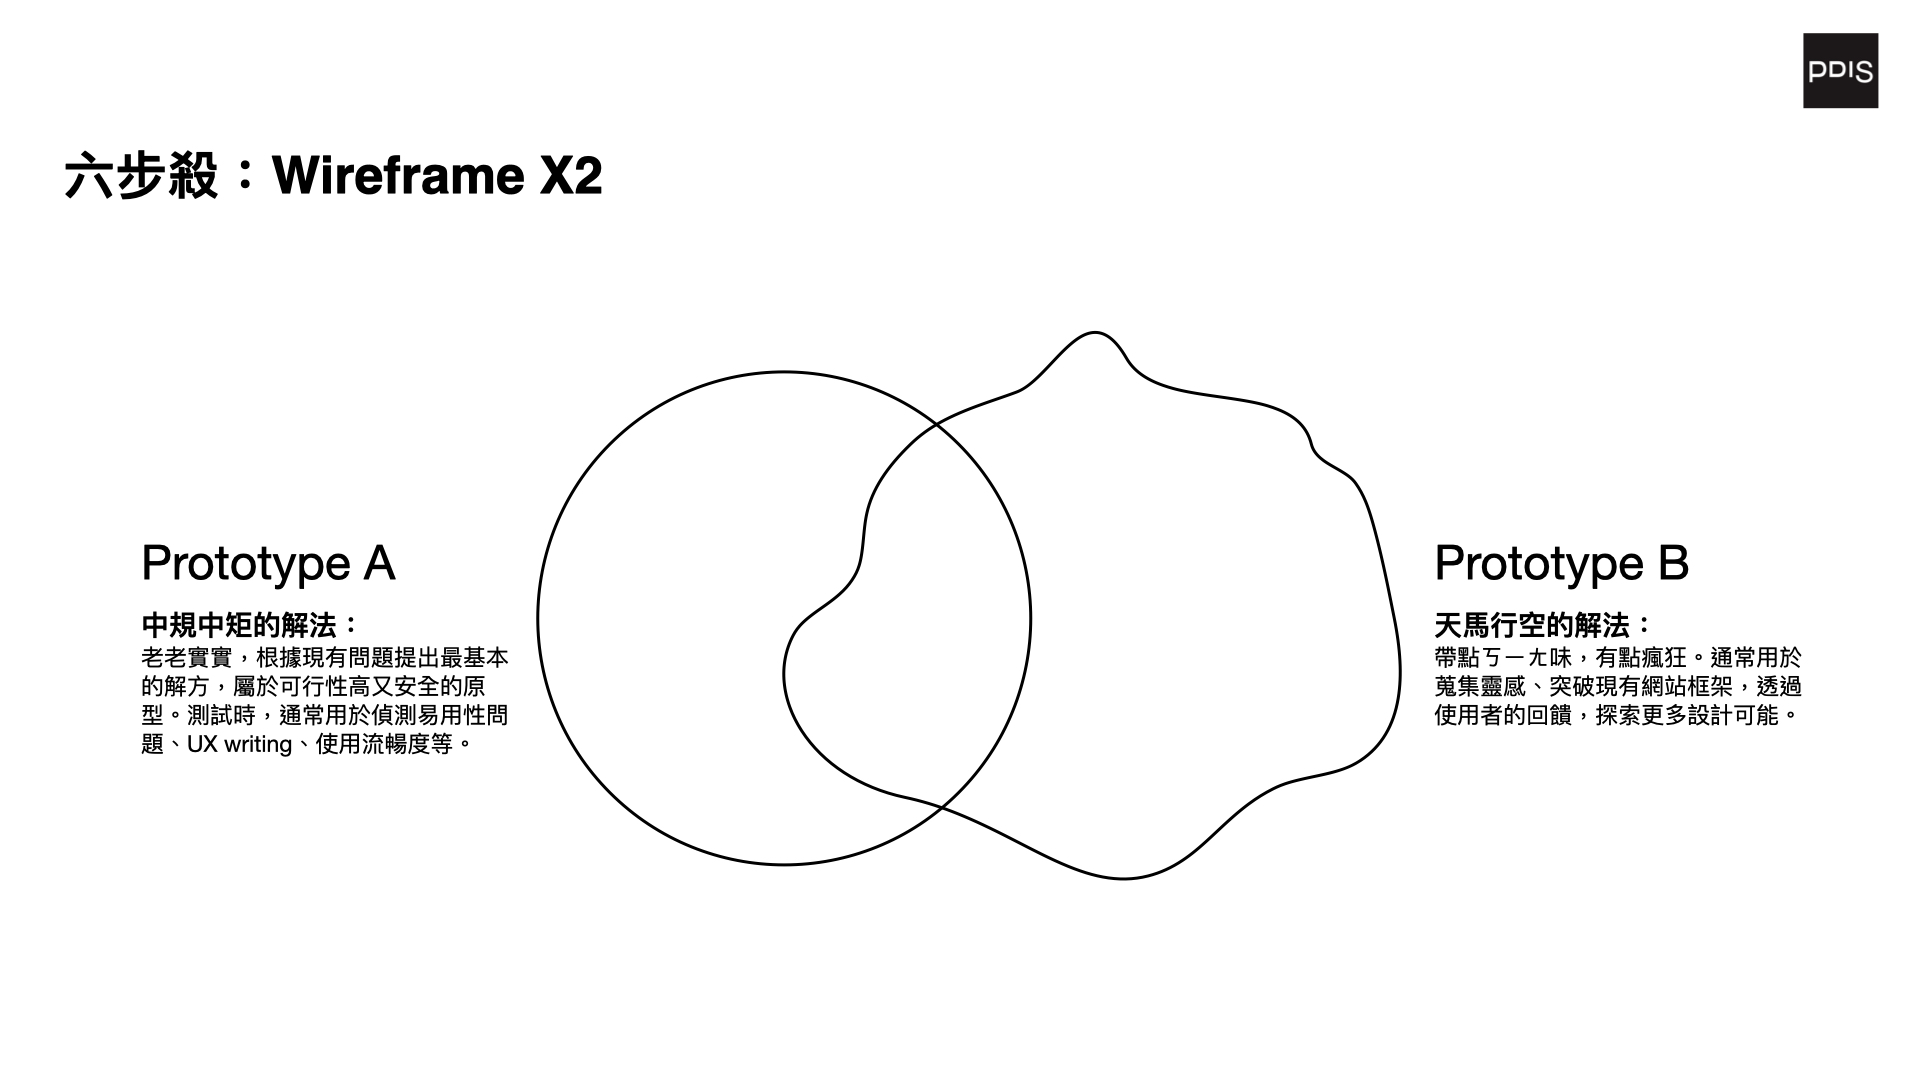 PDIS
六步殺：Wireframe X2
Prototype A
中規中矩的解法：
老老實實，根據現有問題提出最基本
的解方，屬於可行性高又安全的原
型。測試時，通常用於偵測易用性問
題、UX writing、使用流暢度等。
Prototype B
天馬行空的解法：
帶點ㄎㄧㄤ味，有點瘋狂。通常用於
蒐集靈感、突破現有網站框架，透過
使用者的回饋，探索更多設計可能。